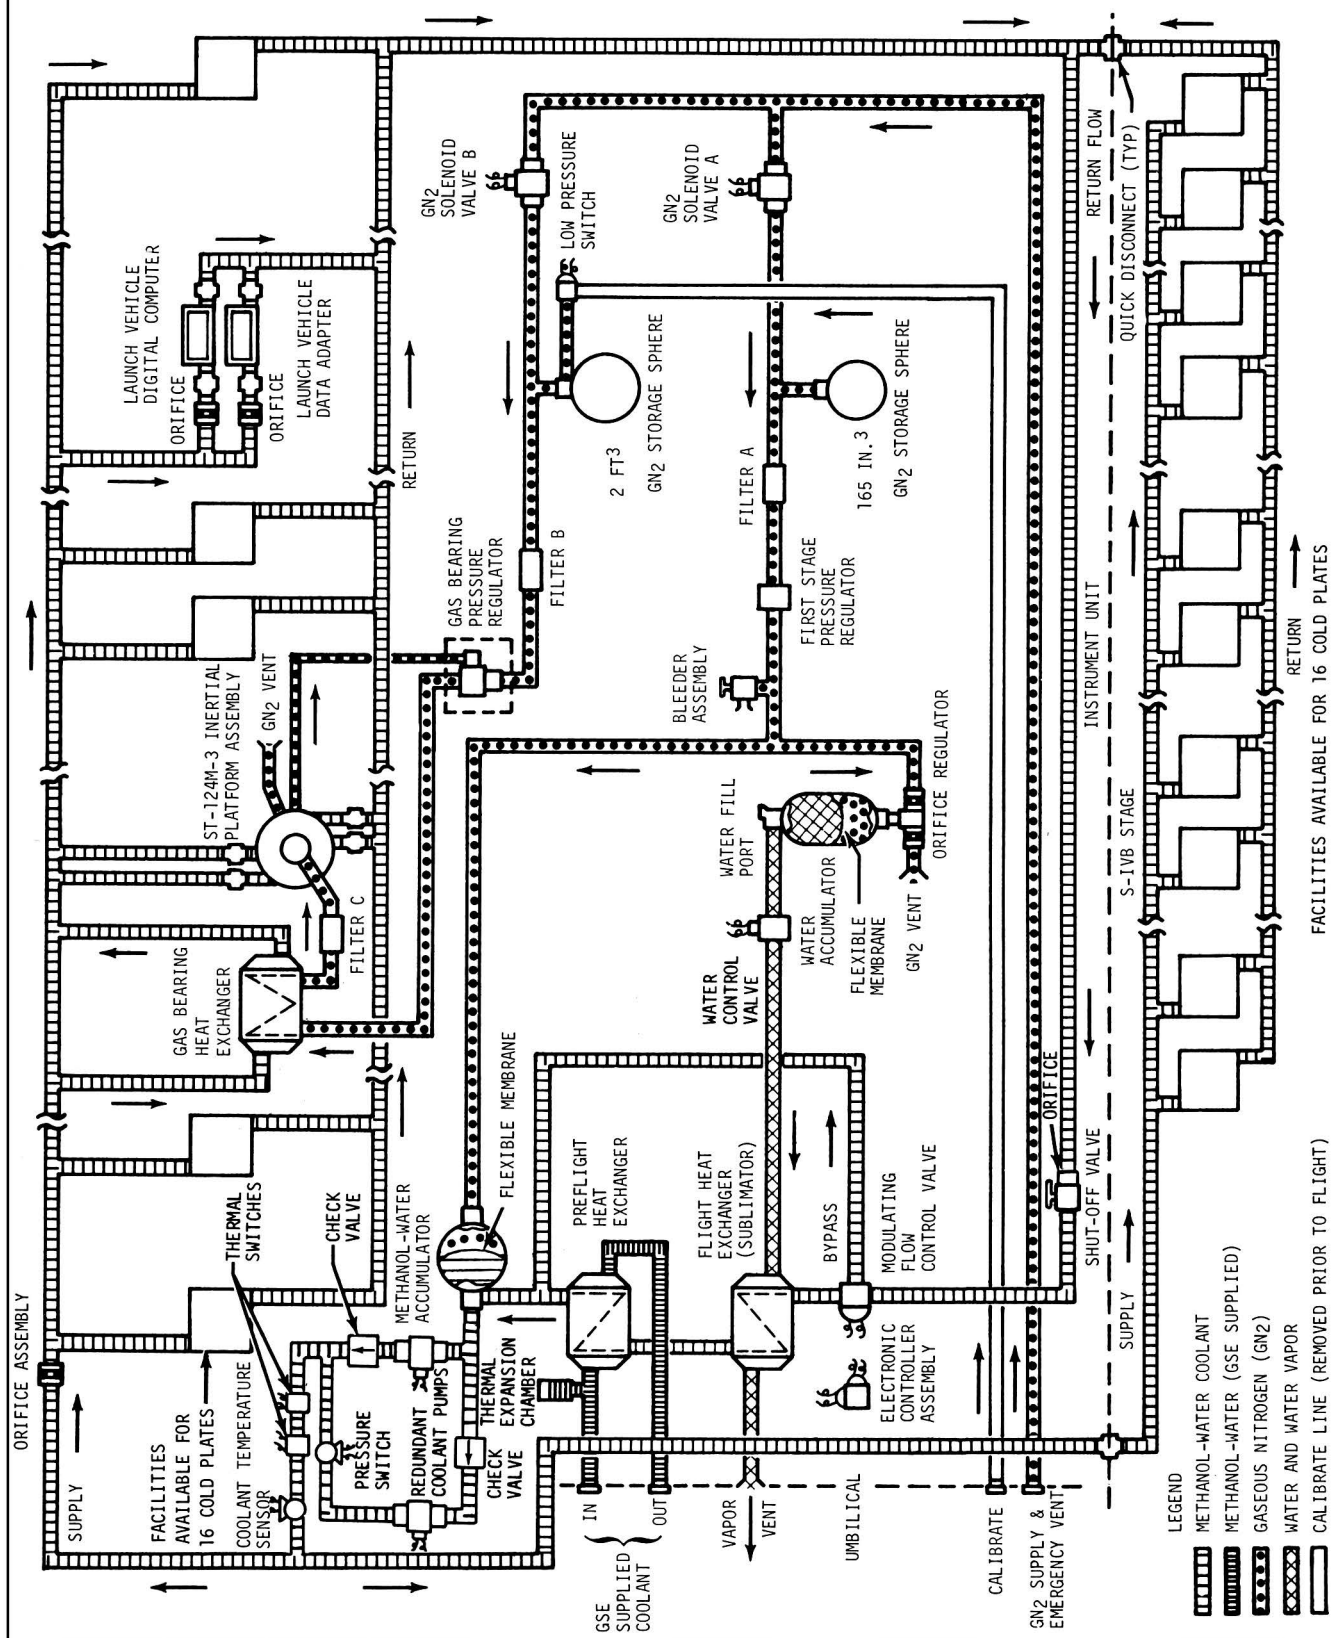 ORIFICE ASSEMBLY
SUPPLY
FACILITIES
AVAILABLE FOR
16 COLD PLATES
COOLANT TEMPERATURE
SENSOR
THERMAL
SWITCHES
CHECK
VALVE
PRESSURE
SWITCH
REDUNDANT
COOLANT PUMPS
METHANOL-WATER
ACCUMULATOR
THERMAL
EXPANSION
CHAMBER
CHECK
VALVE
FLEXIBLE MEMBRANE
GAS BEARING
HEAT
EXCHANGER
FILTER C
ST-124M-3 INERTIAL
PLATFORM ASSEMBLY
GN2 VENT
RETURN
LAUNCH VEHICLE
DIGITAL COMPUTER
ORIFICE
ORIFICE
LAUNCH VEHICLE
DATA ADAPTER
GAS BEARING
PRESSURE
REGULATOR
FILTER B
GN2
SOLENOID
VALVE B
LOW PRESSURE
SWITCH
2 FT3
GN2 STORAGE SPHERE
GN2
SOLENOID
VALVE A
FILTER A
165 IN.3
GN2 STORAGE SPHERE
FIRST STAGE
PRESSURE
REGULATOR
BLEEDER
ASSEMBLY
WATER FILL
PORT
ORIFICE REGULATOR
WATER
ACCUMULATOR
FLEXIBLE
MEMBRANE
GN2 VENT
WATER
CONTROL
VALVE
PREFLIGHT
HEAT
EXCHANGER
FLIGHT HEAT
EXCHANGER
(SUBLIMATOR)
BYPASS
MODULATING
FLOW
CONTROL VALVE
ELECTRONIC
CONTROLLER
ASSEMBLY
IN
OUT
GSE
SUPPLIED
COOLANT
VAPOR
VENT
UMBILICAL
CALIBRATE
GN2 SUPPLY &
EMERGENCY VENT
ORIFICE
SHUT-OFF VALVE
SUPPLY
INSTRUMENT UNIT
S-IVB STAGE
RETURN FLOW
QUICK DISCONNECT (TYP)
RETURN
FACILITIES AVAILABLE FOR 16 COLD PLATES
LEGEND
METHANOL-WATER COOLANT
METHANOL-WATER (GSE SUPPLIED)
GASEOUS NITROGEN (GN2)
WATER AND WATER VAPOR
CALIBRATE LINE (REMOVED PRIOR TO FLIGHT)